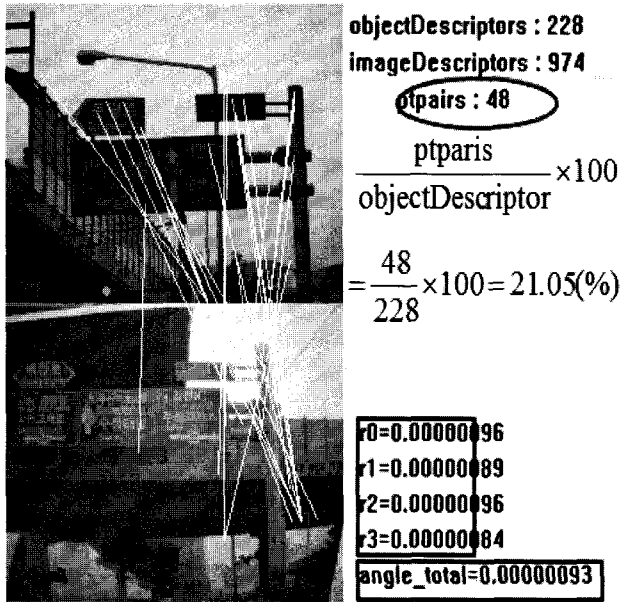 objectDescriptors : 228
imageDescriptors : 974
ptpairs : 48
ptparis
objectDescriptor
×100
= 48/228 ×100= 21.05(%)
r0=0.00000096
r1=0.00000089
r2=0.00000096
r3=0.00000084
angle_total=0.00000093